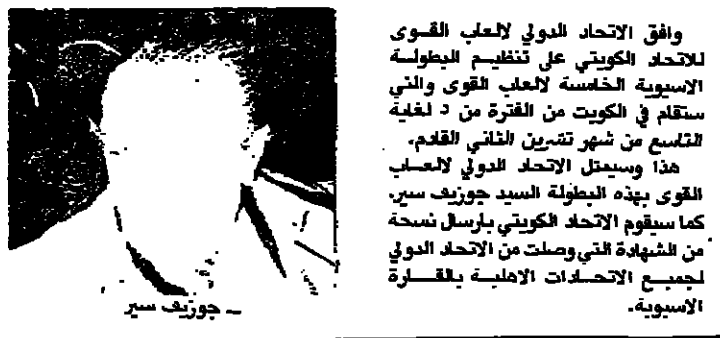 وافق الاتحاد الدولي لالعاب القوى
للاتحاد الكويتي على تنظيم البطولة
الاسيوية الخامسة لالعاب القوى والتي
ستقام في الكويت من الفترة من د لغاية
التاسع من شهر تشرين الثاني القادم.
هذا وسيمثل الاتحاد الدولي لالعاب
القوى بهذه البطولة السيد جوزيف سير.
كما سيقوم الاتحاد الكويتي بارسال نسخة
من الشهادة التي وصلت من الاتحاد الدولي
لجميع الاتحادات الاهلية بالقارة
الاسيوية.
ـ جوزيف سير